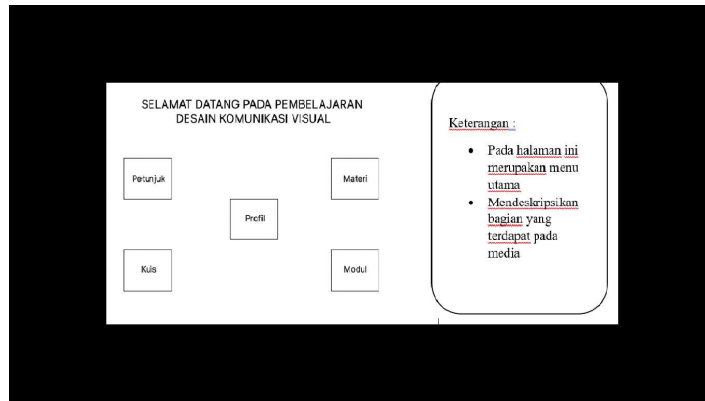 SELAMAT DATANG PADA PEMBELAJARAN
DESAIN KOMUNIKASI VISUAL
Petunjuk
Materi
Profil
Kuis
Modul
Keterangan :
• Pada halaman ini
merupakan menu
utama
• Mendeskripsikan
bagian yang
terdapat pada
media